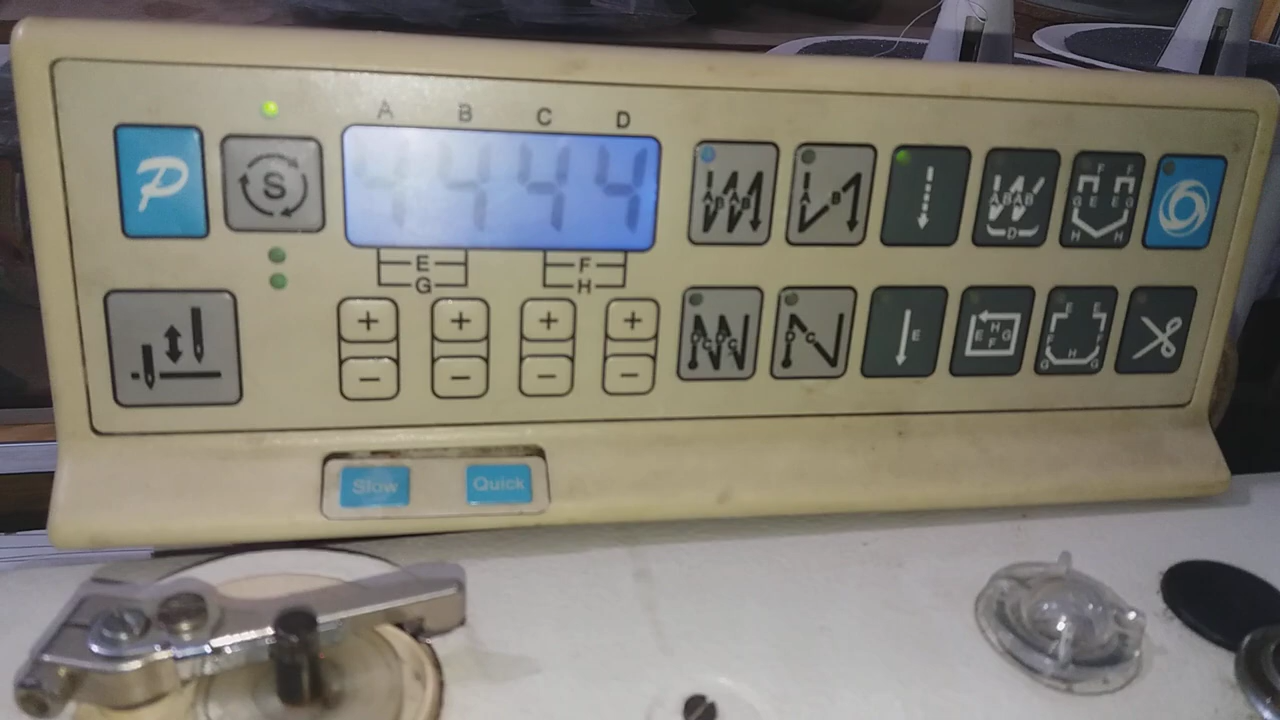 A B C D
P
S
4444
A B A B
A B
A B A B
D
F F
G E E G
H H
E
G
F
H
+ + + +
− − − −
D C D C
D C
E
H
E G
F
E E
F F
G H G
Slow Quick